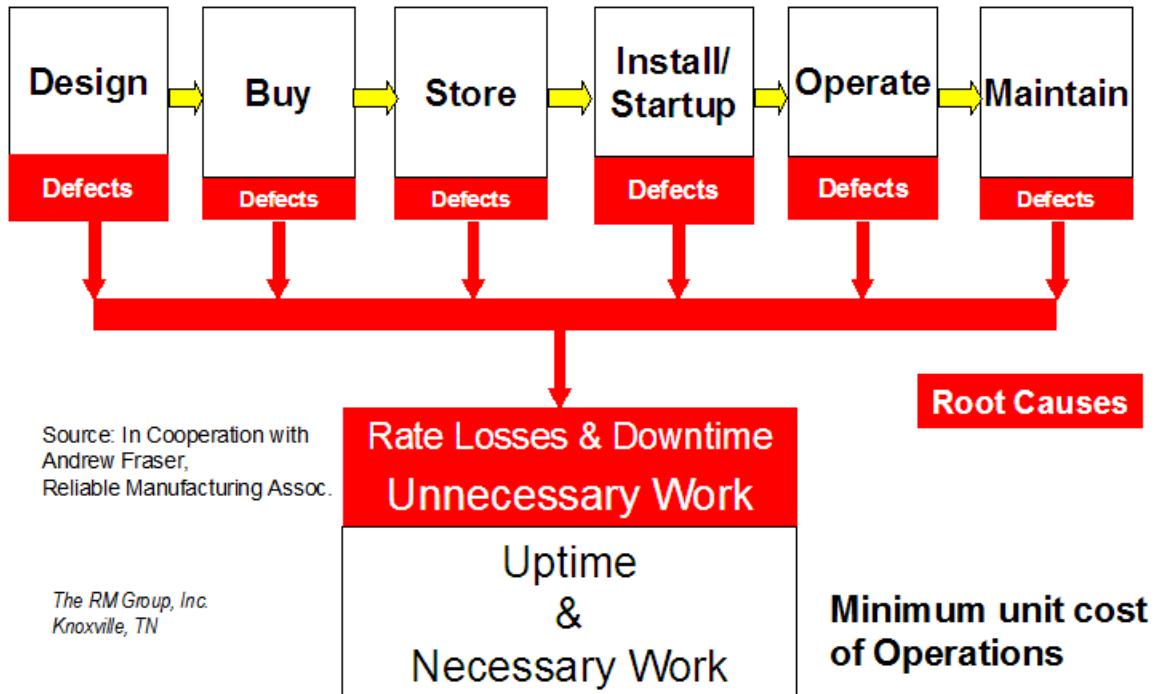 Design
Buy
Store
Install/
Startup
Operate
Maintain
Defects
Defects
Defects
Defects
Defects
Defects
Root Causes
Source: In Cooperation with
Andrew Fraser,
Reliable Manufacturing Assoc.
Rate Losses & Downtime
Unnecessary Work
Uptime
&
Necessary Work
The RM Group, Inc.
Knoxville, TN
Minimum unit cost
of Operations